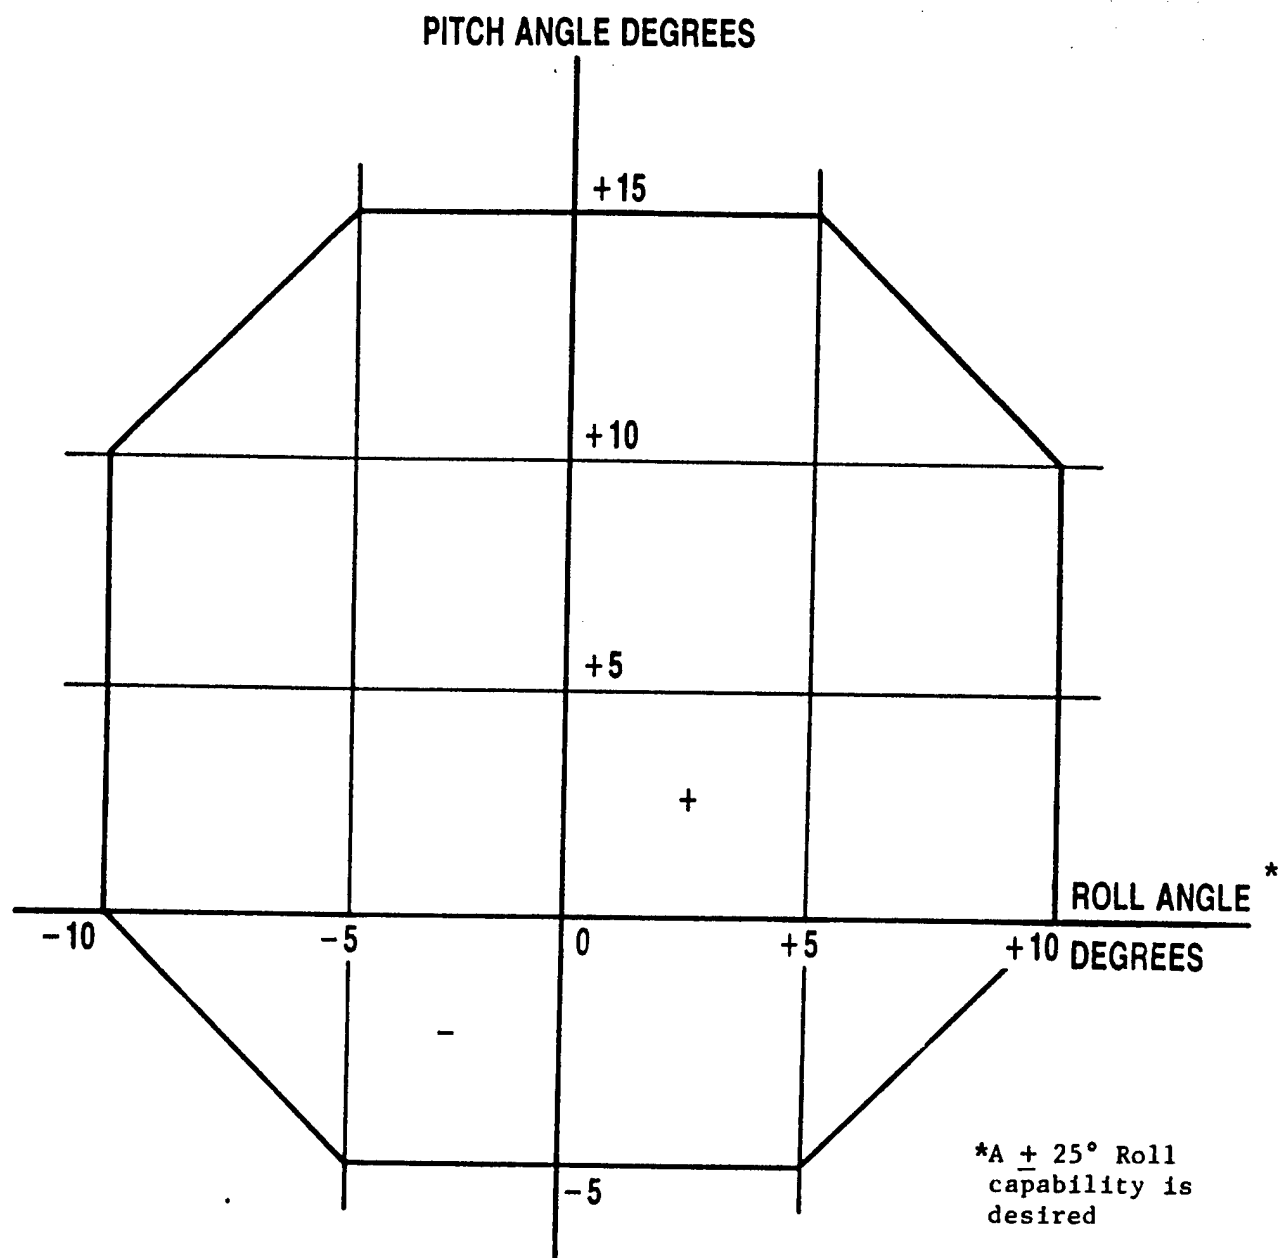 PITCH ANGLE DEGREES
+15
+10
+5
+
ROLL ANGLE *
-10
-5
0
+5
+10
DEGREES
-
-5
*A ± 25° Roll
capability is
desired